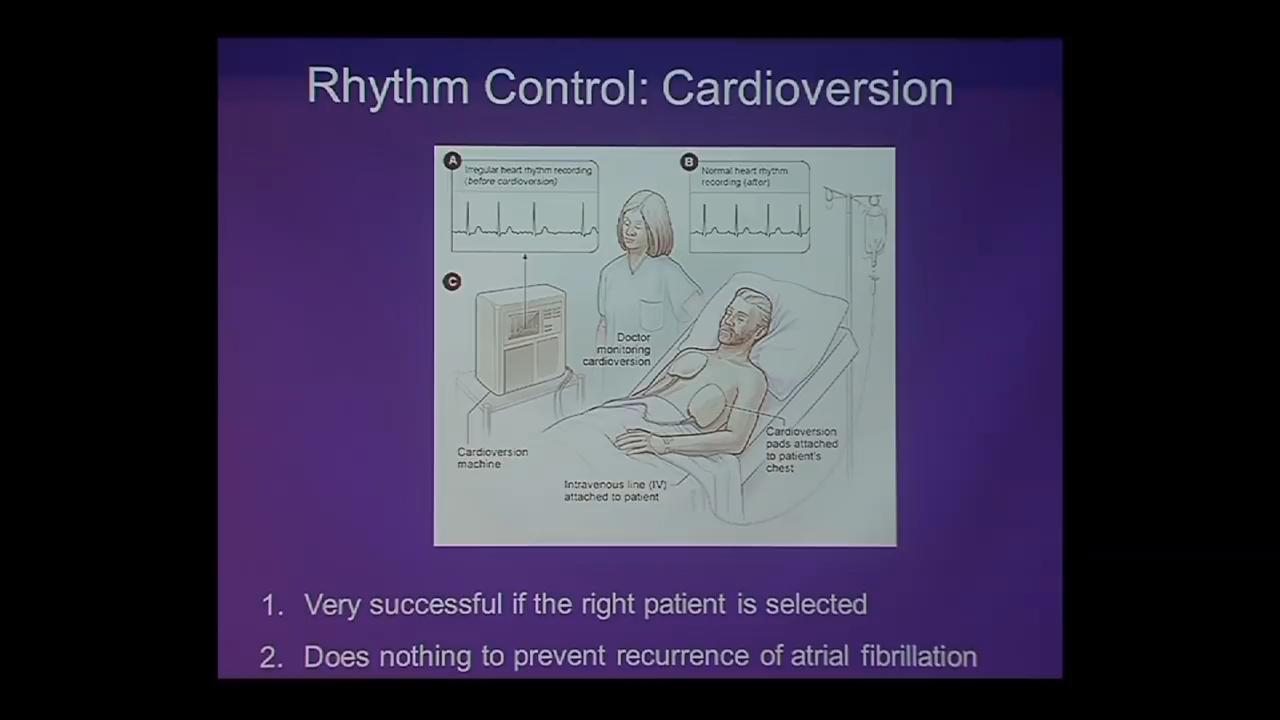 Rhythm Control: Cardioversion
A
Irregular heart rhythm recording
(before cardioversion)
B
Normal heart rhythm
recording (after)
C
Doctor
monitoring
cardioversion
Cardioversion
pads attached
to patient's
chest
Cardioversion
machine
Intravenous line (IV)
attached to patient
1. Very successful if the right patient is selected
2. Does nothing to prevent recurrence of atrial fibrillation